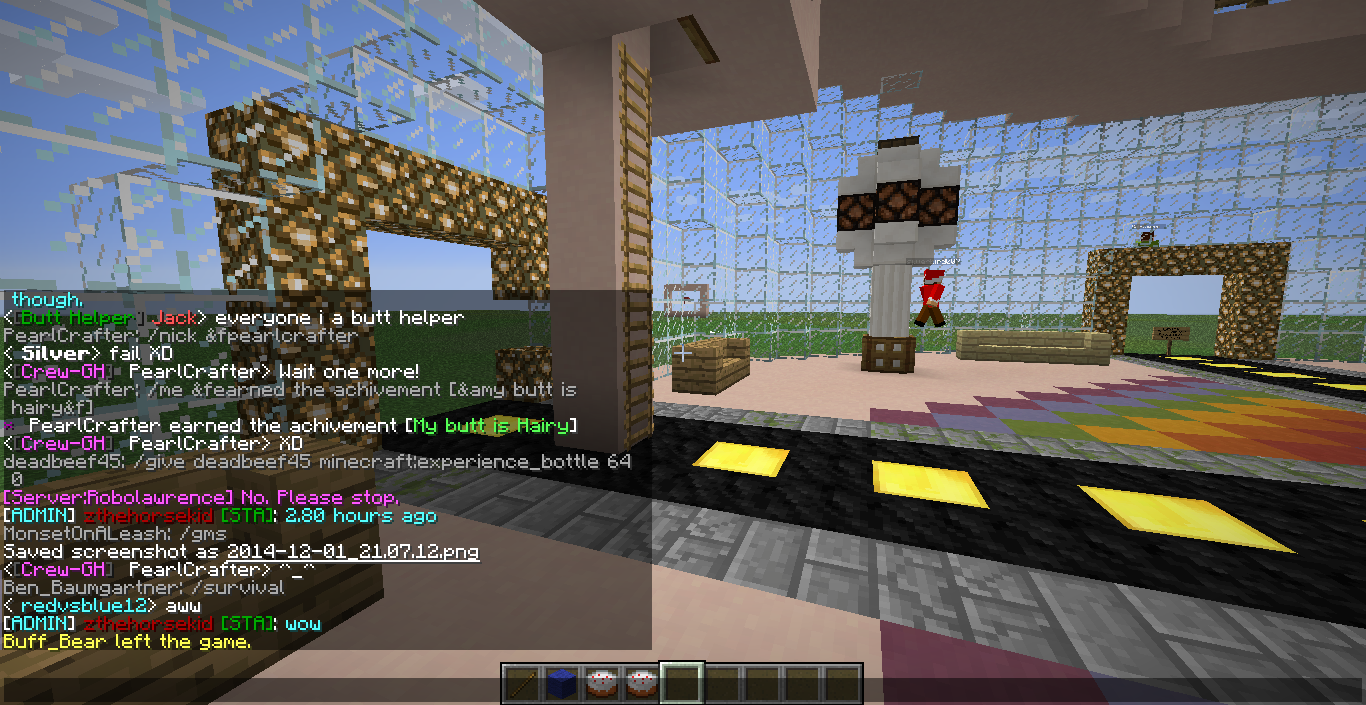 though.
<[Butt Helper] Jack> everyone i a butt helper
PearlCrafter: /nick &fpearlcrafter
< Silver> fail XD
<[Crew-GH] PearlCrafter> Wait one more!
PearlCrafter: /me &fearned the achivement [&amy butt is
hairy&f]
* PearlCrafter earned the achivement [My butt is Hairy]
<[Crew-GH] PearlCrafter> XD
deadbeef45: /give deadbeef45 minecraft:experience_bottle 64
0
[Server:Robolawrence] No. Please stop.
[ADMIN] zthehorsekid [STA]: 2.80 hours ago
MonsetOnALeash: /gms
Saved screenshot as 2014-12-01_21.07.12.png
<[Crew-GH] PearlCrafter> ^_^
Ben_Baumgartner: /survival
< redvsblue12> aww
[ADMIN] zthehorsekid [STA]: wow
Buff_Bear left the game.